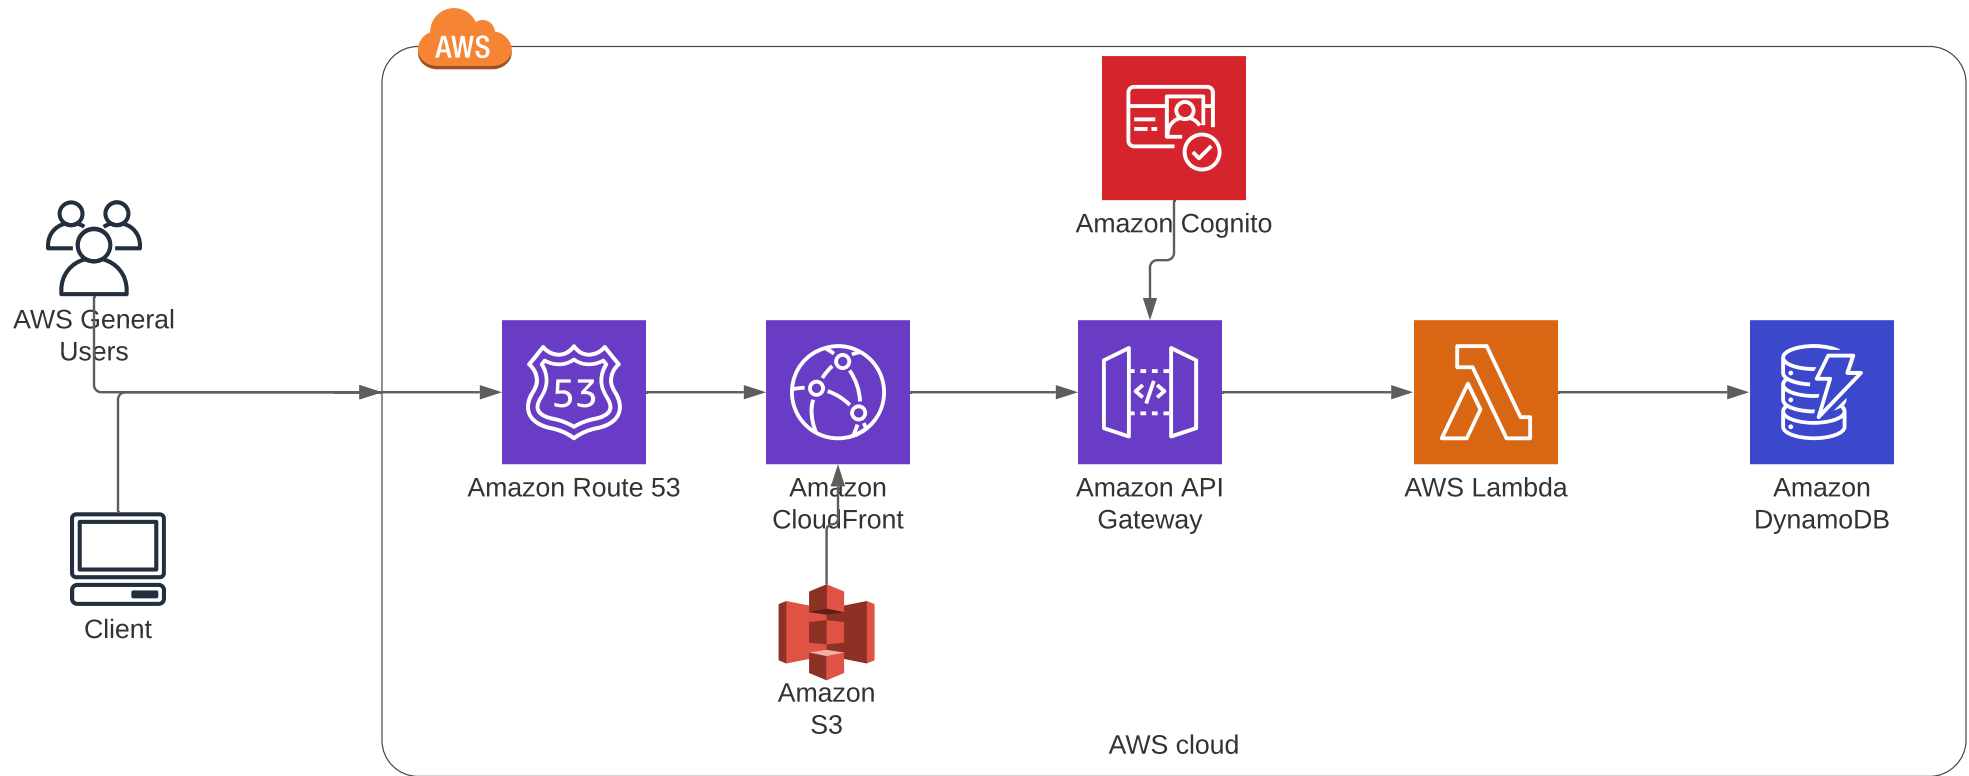 AWS
Amazon Cognito
AWS General
Users
53
Amazon Route 53
Amazon
CloudFront
Amazon API
Gateway
AWS Lambda
Amazon
DynamoDB
Client
Amazon
S3
AWS cloud